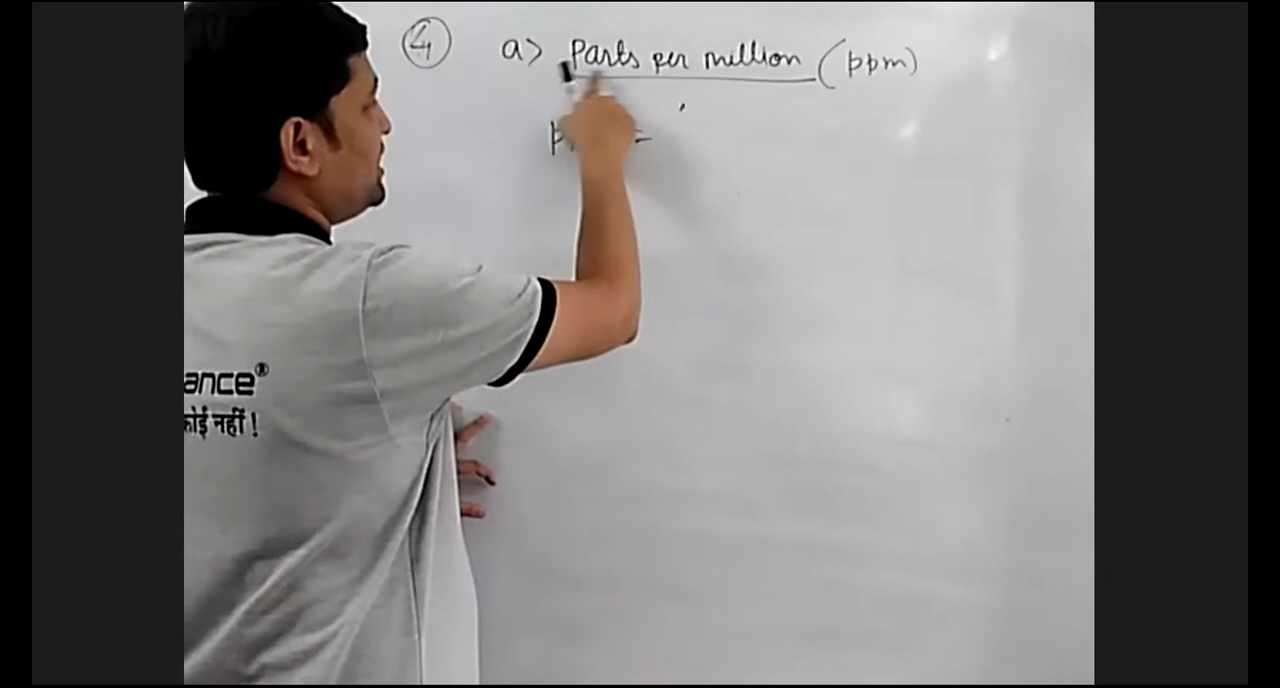 ④ a> Parts per million (ppm)
=
ance®
कोई नहीं !